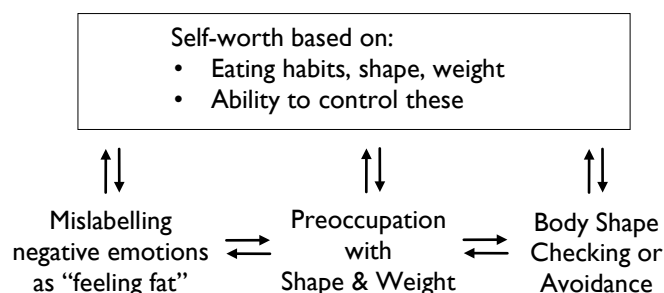 Self-worth based on:
• Eating habits, shape, weight
• Ability to control these
Mislabelling
negative emotions
as “feeling fat”
Preoccupation
with
Shape & Weight
Body Shape
Checking or
Avoidance